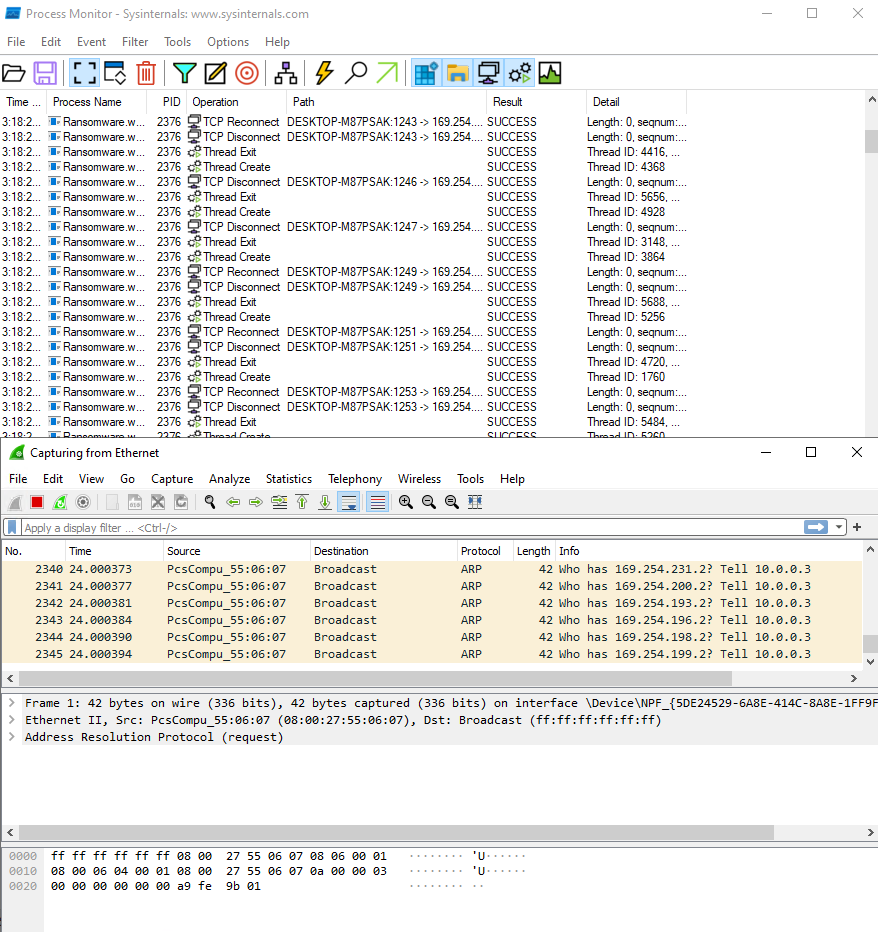 Process Monitor - Sysinternals: www.sysinternals.com
File Edit Event Filter Tools Options Help
Time ... Process Name PID Operation Path Result Detail
3:18:2... Ransomware.w... 2376 TCP Reconnect DESKTOP-M87PSAK:1243 -> 169.254.... SUCCESS Length: 0, seqnum:...
3:18:2... Ransomware.w... 2376 TCP Disconnect DESKTOP-M87PSAK:1243 -> 169.254.... SUCCESS Length: 0, seqnum:...
3:18:2... Ransomware.w... 2376 Thread Exit SUCCESS Thread ID: 4416, ...
3:18:2... Ransomware.w... 2376 Thread Create SUCCESS Thread ID: 4368
3:18:2... Ransomware.w... 2376 TCP Disconnect DESKTOP-M87PSAK:1246 -> 169.254.... SUCCESS Length: 0, seqnum:...
3:18:2... Ransomware.w... 2376 Thread Exit SUCCESS Thread ID: 5656, ...
3:18:2... Ransomware.w... 2376 Thread Create SUCCESS Thread ID: 4928
3:18:2... Ransomware.w... 2376 TCP Disconnect DESKTOP-M87PSAK:1247 -> 169.254.... SUCCESS Length: 0, seqnum:...
3:18:2... Ransomware.w... 2376 Thread Exit SUCCESS Thread ID: 3148, ...
3:18:2... Ransomware.w... 2376 Thread Create SUCCESS Thread ID: 3864
3:18:2... Ransomware.w... 2376 TCP Reconnect DESKTOP-M87PSAK:1249 -> 169.254.... SUCCESS Length: 0, seqnum:...
3:18:2... Ransomware.w... 2376 TCP Disconnect DESKTOP-M87PSAK:1249 -> 169.254.... SUCCESS Length: 0, seqnum:...
3:18:2... Ransomware.w... 2376 Thread Exit SUCCESS Thread ID: 5688, ...
3:18:2... Ransomware.w... 2376 Thread Create SUCCESS Thread ID: 5256
3:18:2... Ransomware.w... 2376 TCP Reconnect DESKTOP-M87PSAK:1251 -> 169.254.... SUCCESS Length: 0, seqnum:...
3:18:2... Ransomware.w... 2376 TCP Disconnect DESKTOP-M87PSAK:1251 -> 169.254.... SUCCESS Length: 0, seqnum:...
3:18:2... Ransomware.w... 2376 Thread Exit SUCCESS Thread ID: 4720, ...
3:18:2... Ransomware.w... 2376 Thread Create SUCCESS Thread ID: 1760
3:18:2... Ransomware.w... 2376 TCP Reconnect DESKTOP-M87PSAK:1253 -> 169.254.... SUCCESS Length: 0, seqnum:...
3:18:2... Ransomware.w... 2376 TCP Disconnect DESKTOP-M87PSAK:1253 -> 169.254.... SUCCESS Length: 0, seqnum:...
3:18:2... Ransomware.w... 2376 Thread Exit SUCCESS Thread ID: 5484, ...
3:18:2... Ransomware.w... 2376 Thread Create SUCCESS Thread ID: 5260
Capturing from Ethernet
File Edit View Go Capture Analyze Statistics Telephony Wireless Tools Help
Apply a display filter ... <Ctrl-/>
No. Time Source Destination Protocol Length Info
2340 24.000373 PcsCompu_55:06:07 Broadcast ARP 42 Who has 169.254.231.2? Tell 10.0.0.3
2341 24.000377 PcsCompu_55:06:07 Broadcast ARP 42 Who has 169.254.200.2? Tell 10.0.0.3
2342 24.000381 PcsCompu_55:06:07 Broadcast ARP 42 Who has 169.254.193.2? Tell 10.0.0.3
2343 24.000384 PcsCompu_55:06:07 Broadcast ARP 42 Who has 169.254.196.2? Tell 10.0.0.3
2344 24.000390 PcsCompu_55:06:07 Broadcast ARP 42 Who has 169.254.198.2? Tell 10.0.0.3
2345 24.000394 PcsCompu_55:06:07 Broadcast ARP 42 Who has 169.254.199.2? Tell 10.0.0.3
Frame 1: 42 bytes on wire (336 bits), 42 bytes captured (336 bits) on interface \Device\NPF_{5DE24529-6A8E-414C-8A8E-1FF9F
Ethernet II, Src: PcsCompu_55:06:07 (08:00:27:55:06:07), Dst: Broadcast (ff:ff:ff:ff:ff:ff)
Address Resolution Protocol (request)
0000 ff ff ff ff ff ff 08 00 27 55 06 07 08 06 00 01 ········ 'U······
0010 08 00 06 04 00 01 08 00 27 55 06 07 0a 00 00 03 ········ 'U······
0020 00 00 00 00 00 00 a9 fe 9b 01 ········ ··